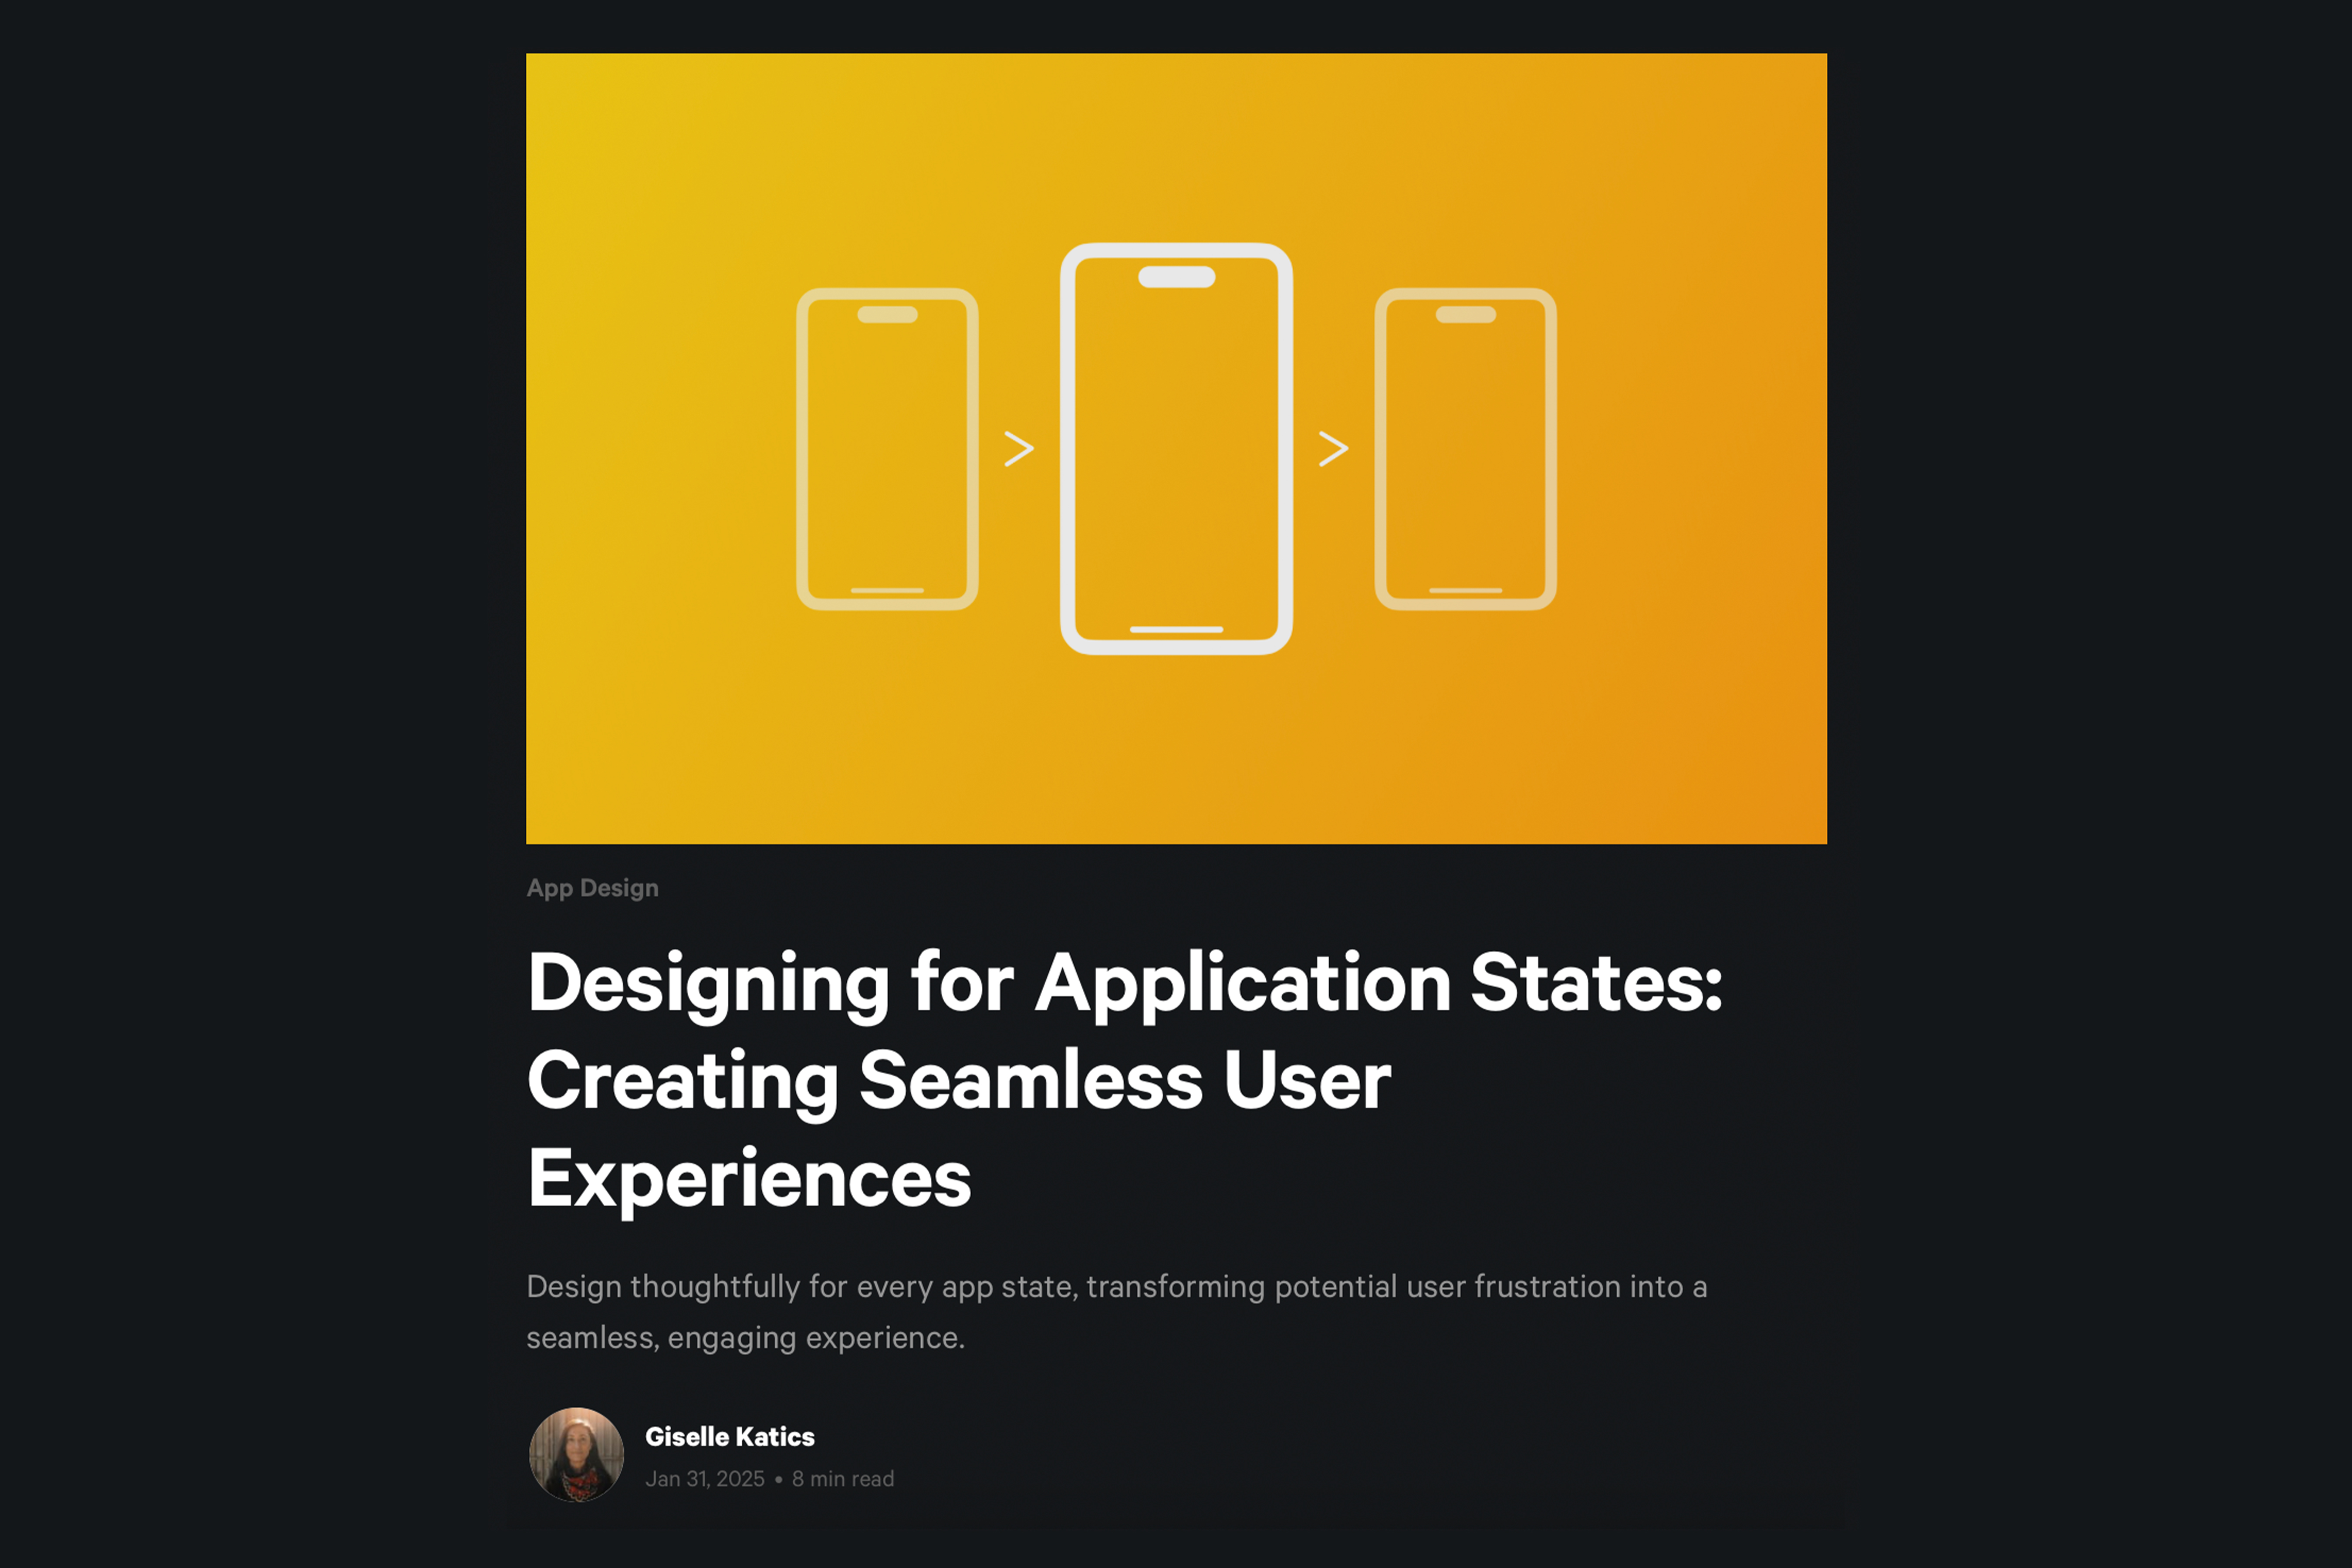 App Design
Designing for Application States:
Creating Seamless User
Experiences
Design thoughtfully for every app state, transforming potential user frustration into a
seamless, engaging experience.
Giselle Katics
Jan 31, 2025 • 8 min read